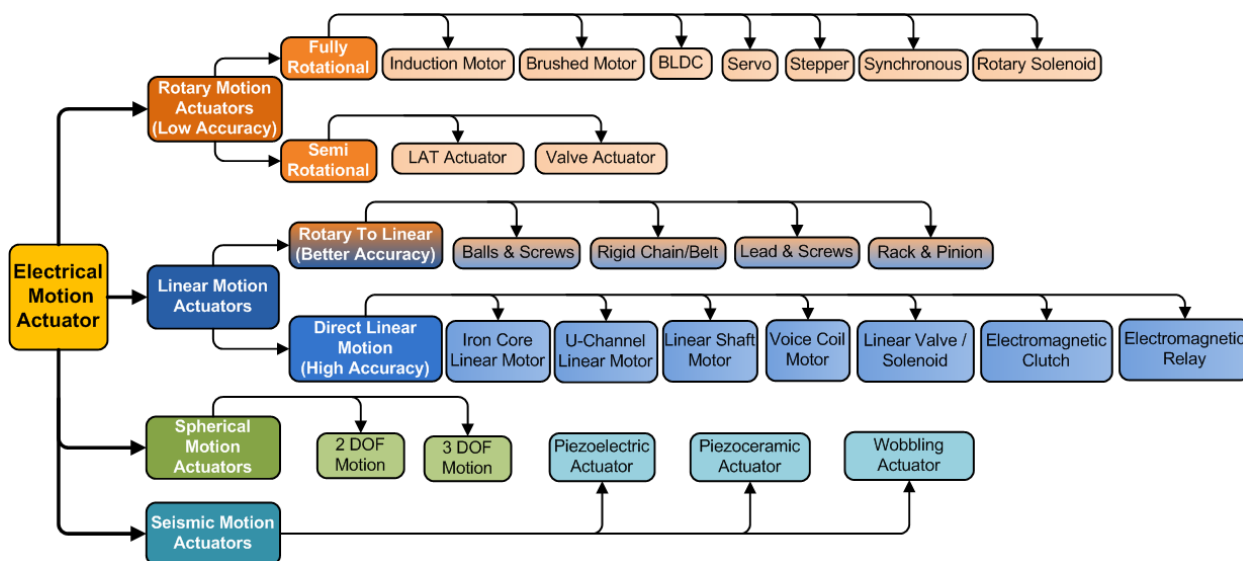 Fully
Rotational
Induction Motor
Brushed Motor
BLDC
Servo
Stepper
Synchronous
Rotary Solenoid
Rotary Motion
Actuators
(Low Accuracy)
Semi
Rotational
LAT Actuator
Valve Actuator
Rotary To Linear
(Better Accuracy)
Balls & Screws
Rigid Chain/Belt
Lead & Screws
Rack & Pinion
Electrical
Motion
Actuator
Linear Motion
Actuators
Direct Linear
Motion
(High Accuracy)
Iron Core
Linear Motor
U-Channel
Linear Motor
Linear Shaft
Motor
Voice Coil
Motor
Linear Valve /
Solenoid
Electromagnetic
Clutch
Electromagnetic
Relay
Spherical
Motion
Actuators
2 DOF
Motion
3 DOF
Motion
Piezoelectric
Actuator
Piezoceramic
Actuator
Wobbling
Actuator
Seismic Motion
Actuators